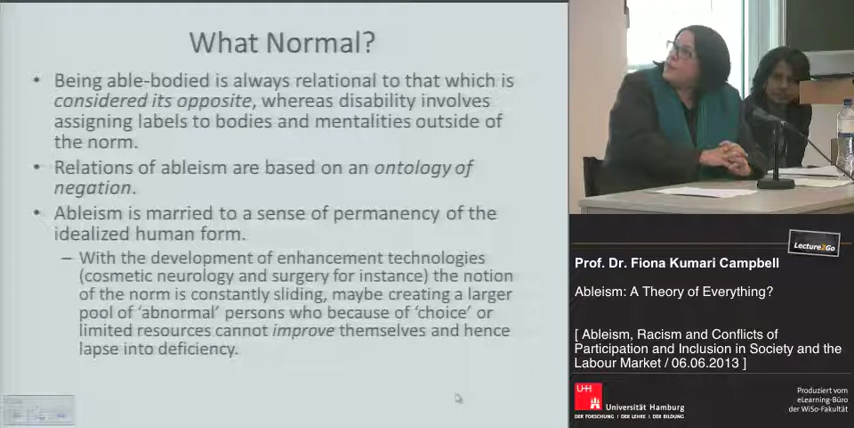 What Normal?
• Being able-bodied is always relational to that which is
considered its opposite, whereas disability involves
assigning labels to bodies and mentalities outside of
the norm.
• Relations of ableism are based on an ontology of
negation.
• Ableism is married to a sense of permanency of the
idealized human form.
– With the development of enhancement technologies
(cosmetic neurology and surgery for instance) the notion
of the norm is constantly sliding, maybe creating a larger
pool of ‘abnormal’ persons who because of ‘choice’ or
limited resources cannot improve themselves and hence
lapse into deficiency.
Lecture2Go
Prof. Dr. Fiona Kumari Campbell
Ableism: A Theory of Everything?
[ Ableism, Racism and Conflicts of
Participation and Inclusion in Society and the
Labour Market / 06.06.2013 ]
UH
Universität Hamburg
DER FORSCHUNG | DER LEHRE | DER BILDUNG
Produziert vom
eLearning-Büro
der WiSo-Fakultät